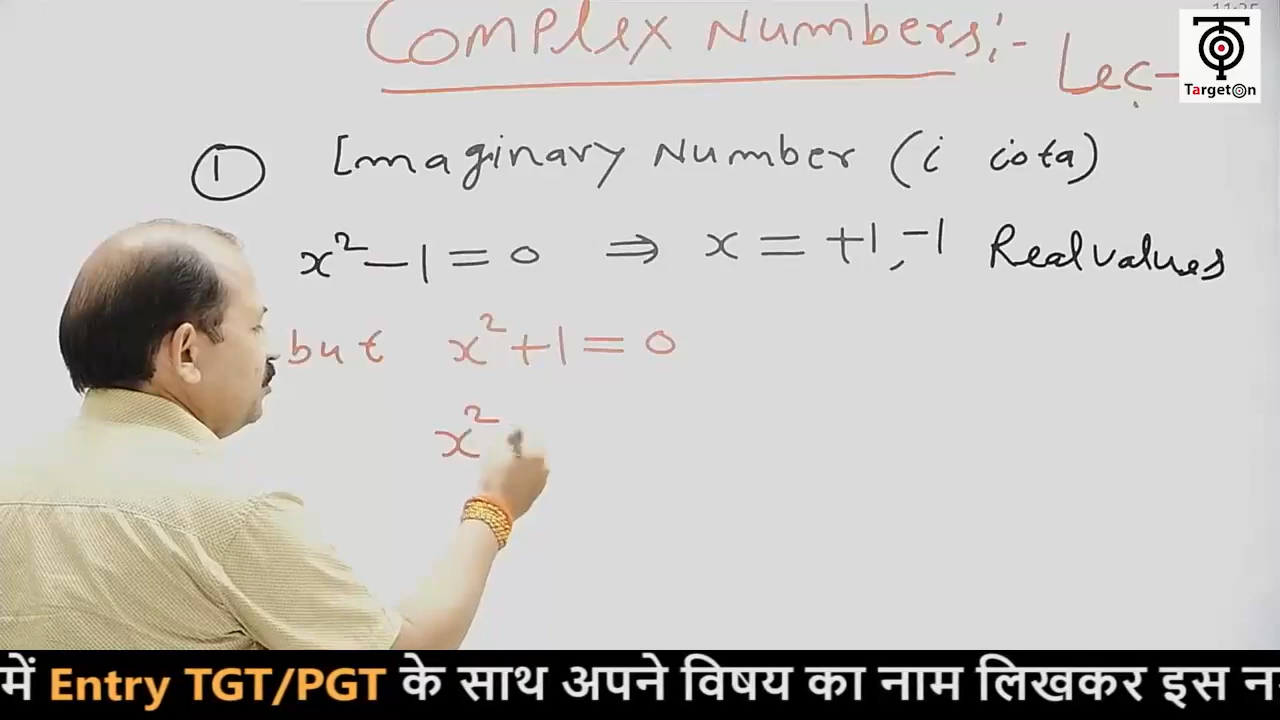 Complex Numbers:-
Lec-
TargetOn
① Imaginary Number (i iota)
x² - 1 = 0 ⇒ x = +1, -1 Real values
but x² + 1 = 0
x²
में Entry TGT/PGT के साथ अपने विषय का नाम लिखकर इस